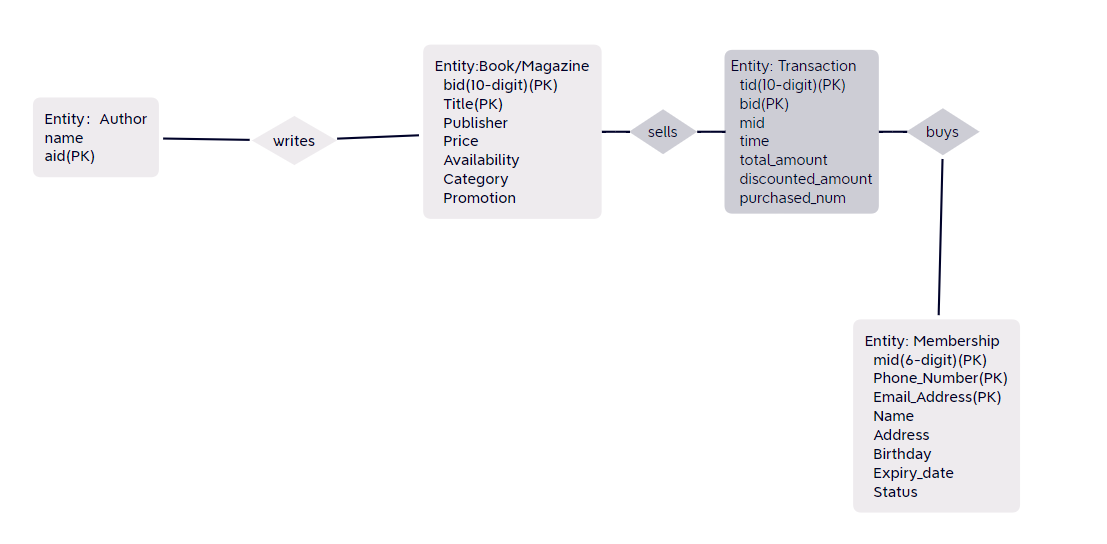 Entity: Author
name
aid(PK)
writes
Entity:Book/Magazine
bid(10-digit)(PK)
Title(PK)
Publisher
Price
Availability
Category
Promotion
sells
Entity: Transaction
tid(10-digit)(PK)
bid(PK)
mid
time
total_amount
discounted_amount
purchased_num
buys
Entity: Membership
mid(6-digit)(PK)
Phone_Number(PK)
Email_Address(PK)
Name
Address
Birthday
Expiry_date
Status